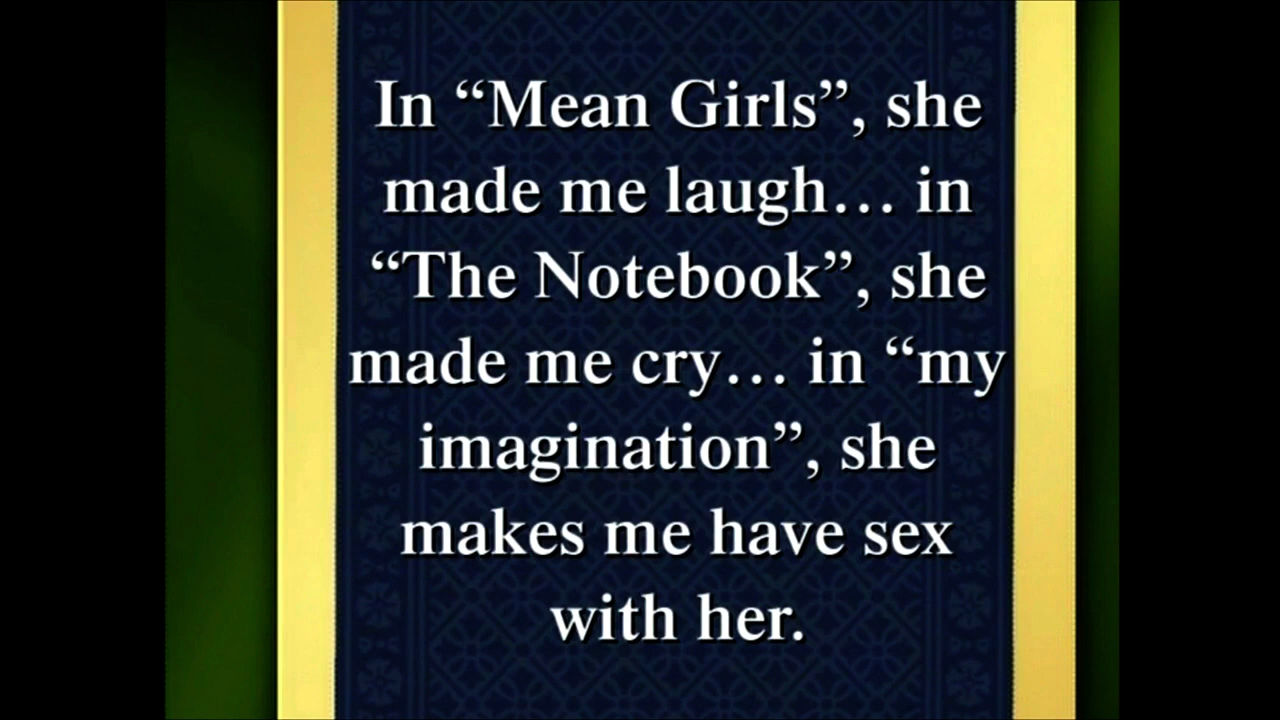 In “Mean Girls”, she
made me laugh… in
“The Notebook”, she
made me cry… in “my
imagination”, she
makes me have sex
with her.